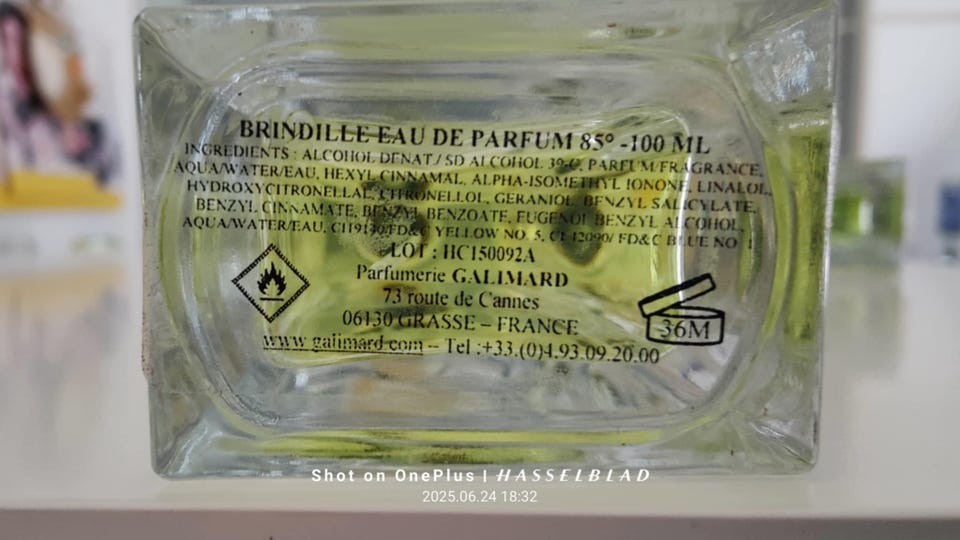 BRINDILLE EAU DE PARFUM 85° -100 ML
INGREDIENTS : ALCOHOL DENAT / SD ALCOHOL 39-C, PARFUM/FRAGRANCE,
AQUA/WATER/EAU, HEXYL CINNAMAL, ALPHA-ISOMETHYL IONONE, LINALOL,
HYDROXYCITRONELLAL, CITRONELLOL, GERANIOL, BENZYL SALICYLATE,
BENZYL CINNAMATE, BENZYL BENZOATE, EUGENOL BENZYL ALCOHOL,
AQUA/WATER/EAU, CI19139/FD&C YELLOW NO. 5, CI 42090/ FD&C BLUE NO 1
LOT : HC150092A
Parfumerie GALIMARD
73 route de Cannes
06130 GRASSE – FRANCE
36M
www.galimard.com – Tel :+33.(0)4.93.09.20.00
Shot on OnePlus | HASSELBLAD
2025.06.24 18:32